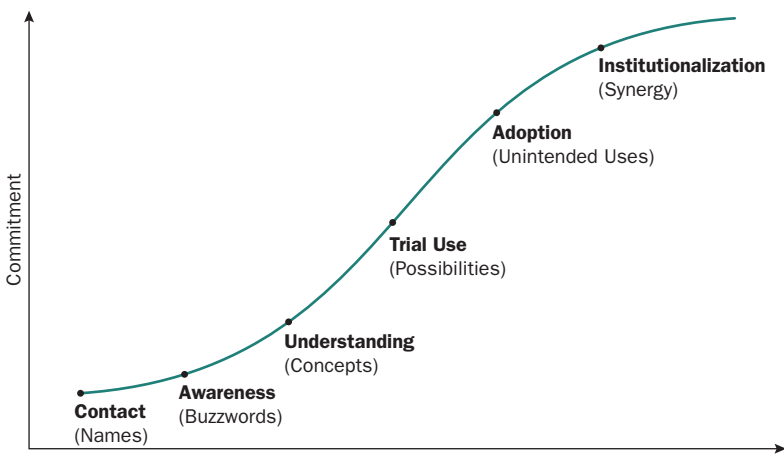 Commitment
Institutionalization
(Synergy)
Adoption
(Unintended Uses)
Trial Use
(Possibilities)
Understanding
(Concepts)
Awareness
(Buzzwords)
Contact
(Names)